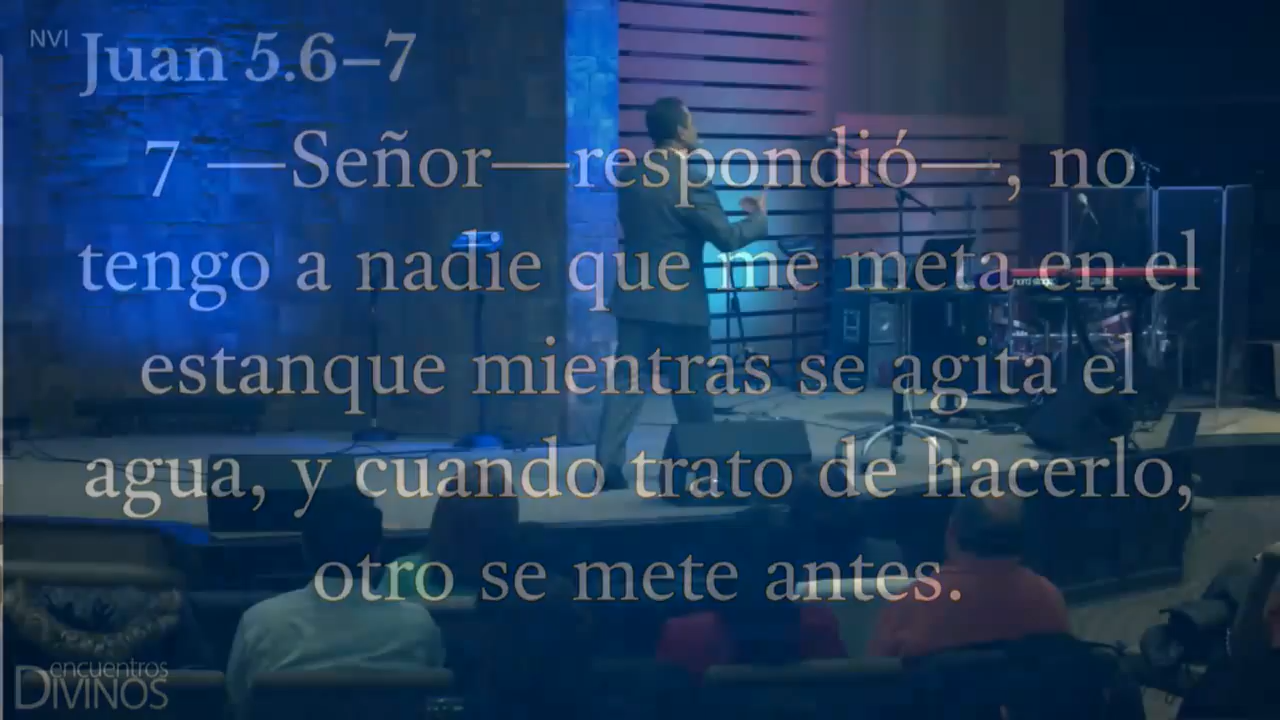 NVI Juan 5.6–7
7 —Señor—respondió—, no
tengo a nadie que me meta en el
estanque mientras se agita el
agua, y cuando trato de hacerlo,
otro se mete antes.
encuentros
DIVINOS